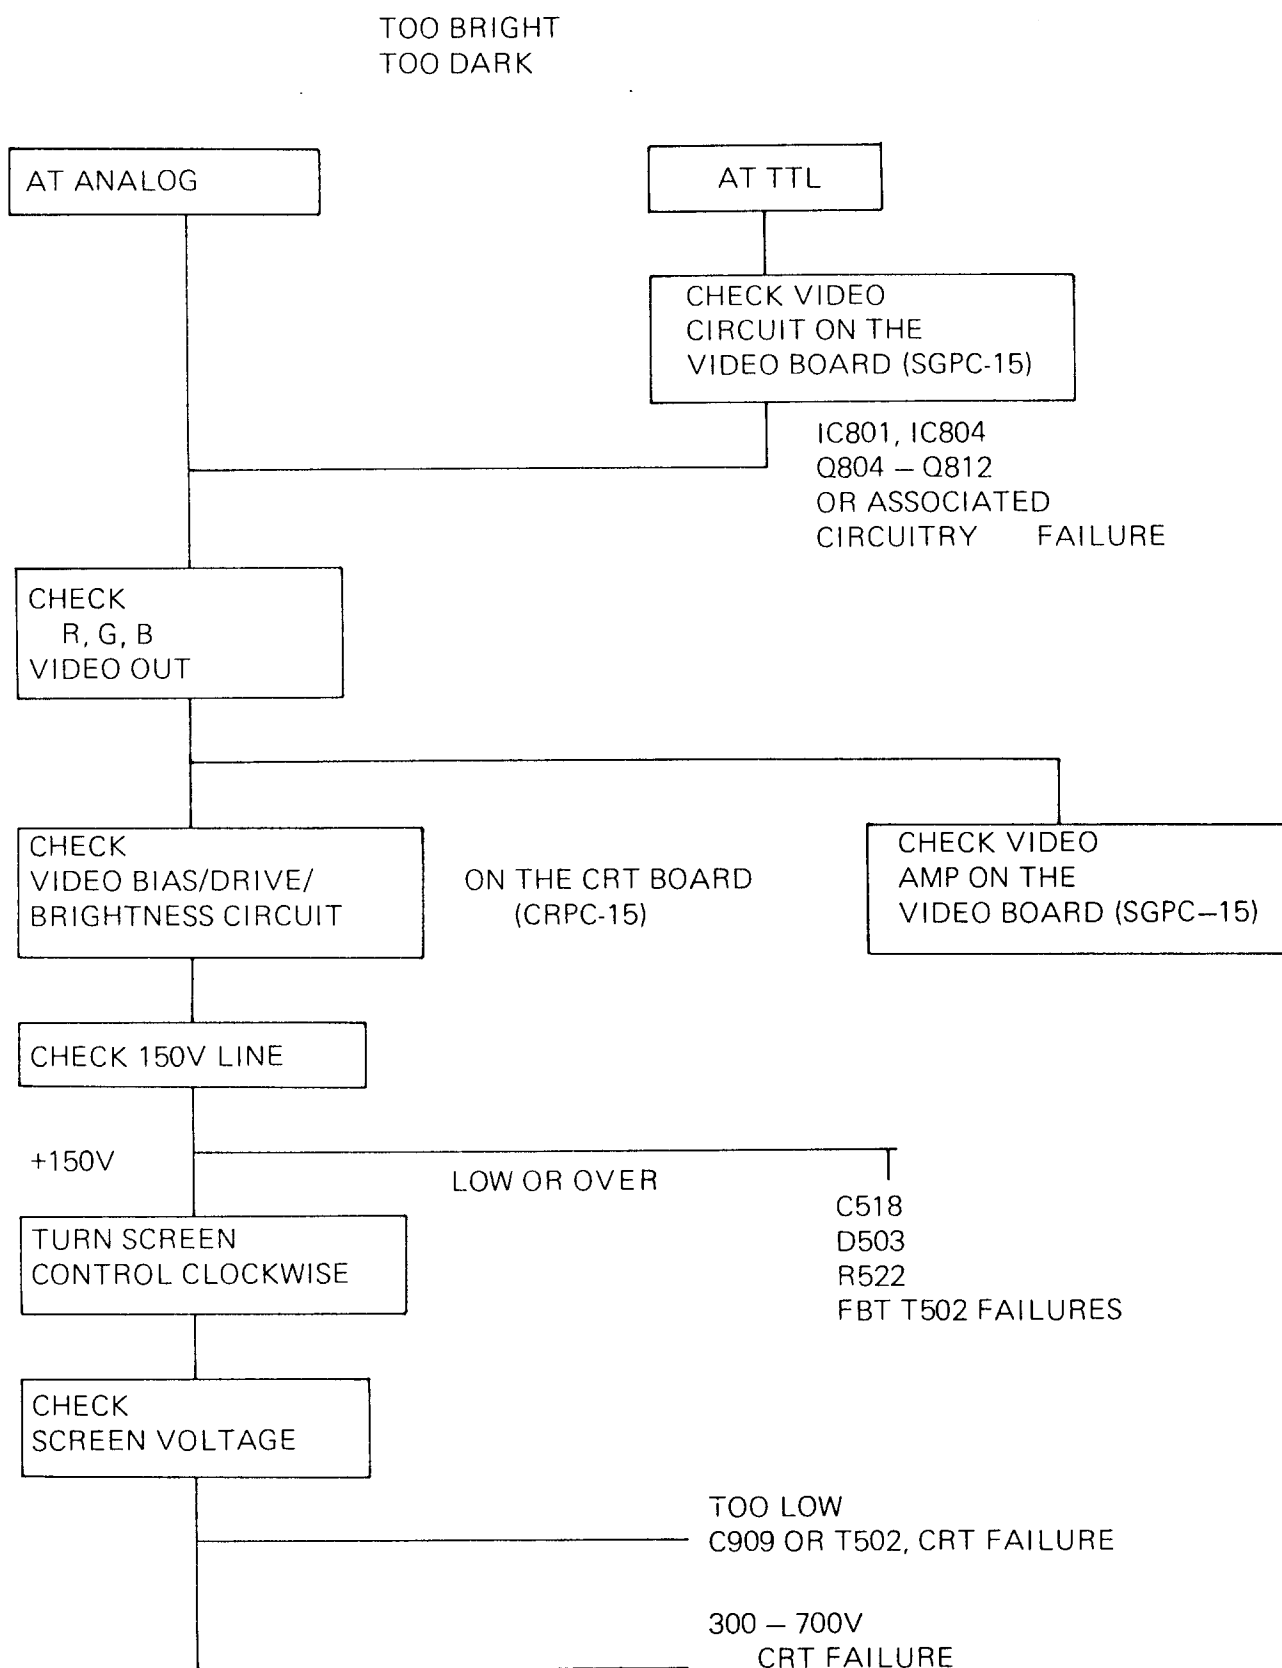 TOO BRIGHT
TOO DARK
AT ANALOG
AT TTL
CHECK VIDEO
CIRCUIT ON THE
VIDEO BOARD (SGPC-15)
IC801, IC804
Q804 – Q812
OR ASSOCIATED
CIRCUITRY FAILURE
CHECK
R, G, B
VIDEO OUT
CHECK
VIDEO BIAS/DRIVE/
BRIGHTNESS CIRCUIT
ON THE CRT BOARD
(CRPC-15)
CHECK VIDEO
AMP ON THE
VIDEO BOARD (SGPC–15)
CHECK 150V LINE
+150V
LOW OR OVER
C518
D503
R522
FBT T502 FAILURES
TURN SCREEN
CONTROL CLOCKWISE
CHECK
SCREEN VOLTAGE
TOO LOW
C909 OR T502, CRT FAILURE
300 – 700V
CRT FAILURE